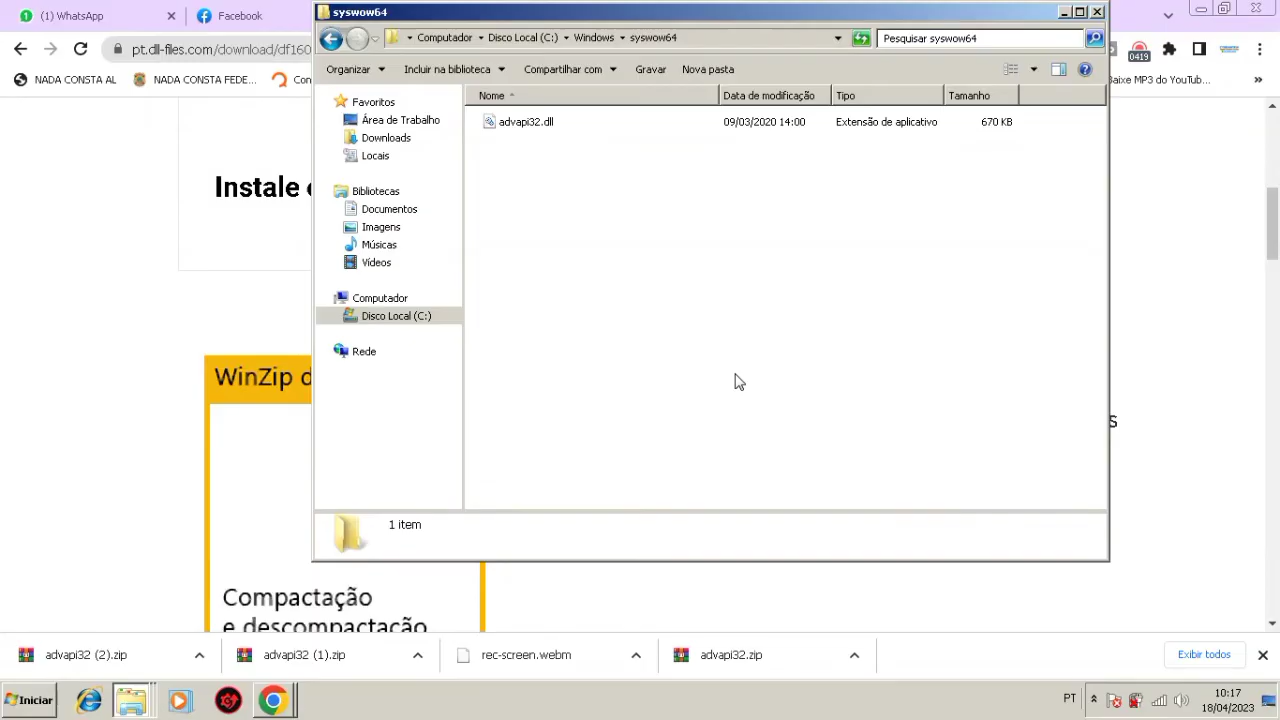 (1)
Facebook
syswow64
pt.dlfiles.com/download/df160
Computador
Disco Local (C:)
Windows
syswow64
Pesquisar syswow64
0419
NADA CONSTA AL
NADA CONSTA FEDE...
Con
Baixe MP3 do YouTub...
»
Organizar
Incluir na biblioteca
Compartilhar com
Gravar
Nova pasta
Nome
Data de modificação
Tipo
Tamanho
advapi32.dll
09/03/2020 14:00
Extensão de aplicativo
670 KB
Favoritos
Área de Trabalho
Downloads
Locais
Bibliotecas
Documentos
Imagens
Músicas
Vídeos
Computador
Disco Local (C:)
Rede
1 item
Instale
WinZip d
Compactação
e descompactação
s
advapi32 (2).zip
advapi32 (1).zip
rec-screen.webm
advapi32.zip
Exibir todos
Iniciar
PT
10:17
18/04/2023